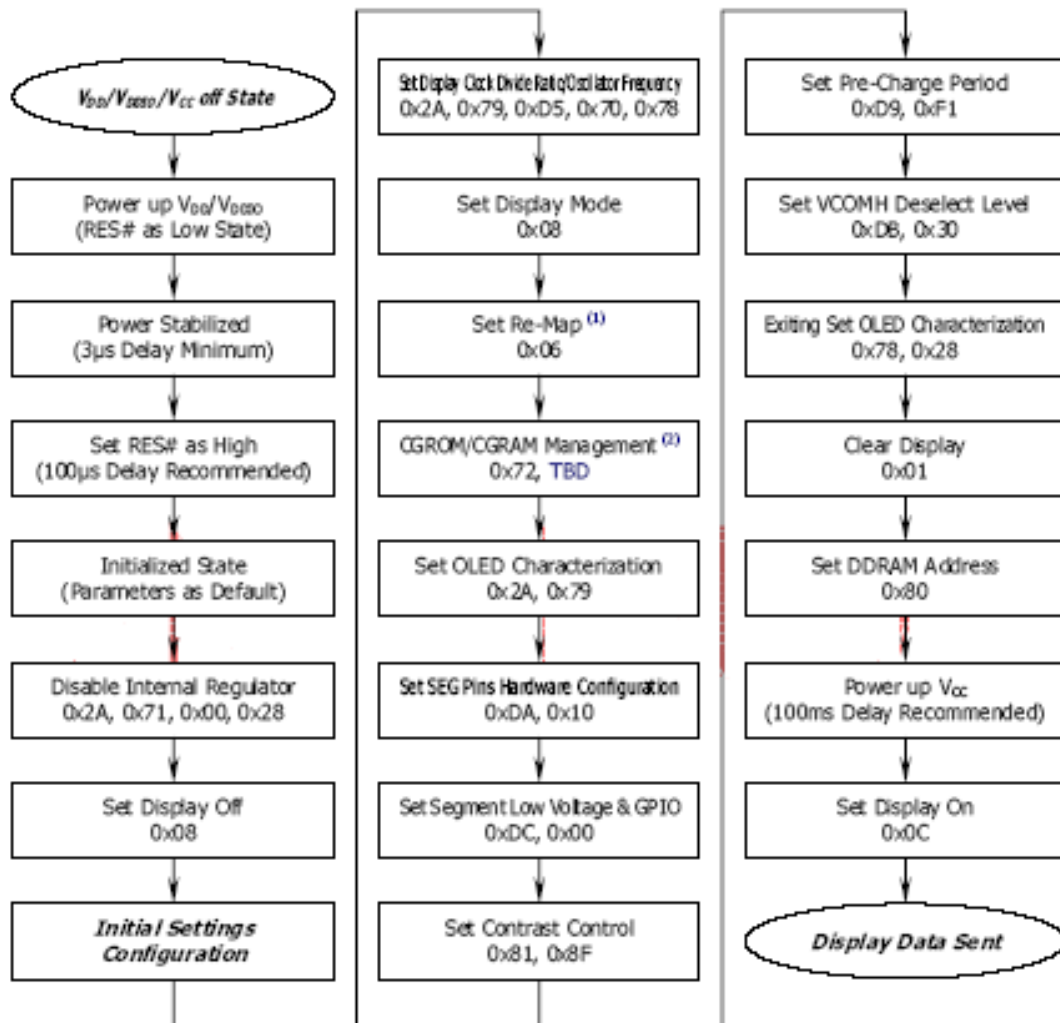 VDD/VDDIO/VCC off State
Power up VDD/VDDIO
(RES# as Low State)
Power Stabilized
(3μs Delay Minimum)
Set RES# as High
(100μs Delay Recommended)
Initialized State
(Parameters as Default)
Disable Internal Regulator
0x2A, 0x71, 0x00, 0x28
Set Display Off
0x08
Initial Settings
Configuration
Set Display Clock Divide Ratio/Oscillator Frequency
0x2A, 0x79, 0xD5, 0x70, 0x78
Set Display Mode
0x08
Set Re-Map (1)
0x06
CGROM/CGRAM Management (2)
0x72, TBD
Set OLED Characterization
0x2A, 0x79
Set SEG Pins Hardware Configuration
0xDA, 0x10
Set Segment Low Voltage & GPIO
0xDC, 0x00
Set Contrast Control
0x81, 0x8F
Set Pre-Charge Period
0xD9, 0xF1
Set VCOMH Deselect Level
0xDB, 0x30
Exiting Set OLED Characterization
0x78, 0x28
Clear Display
0x01
Set DDRAM Address
0x80
Power up VCC
(100ms Delay Recommended)
Set Display On
0x0C
Display Data Sent